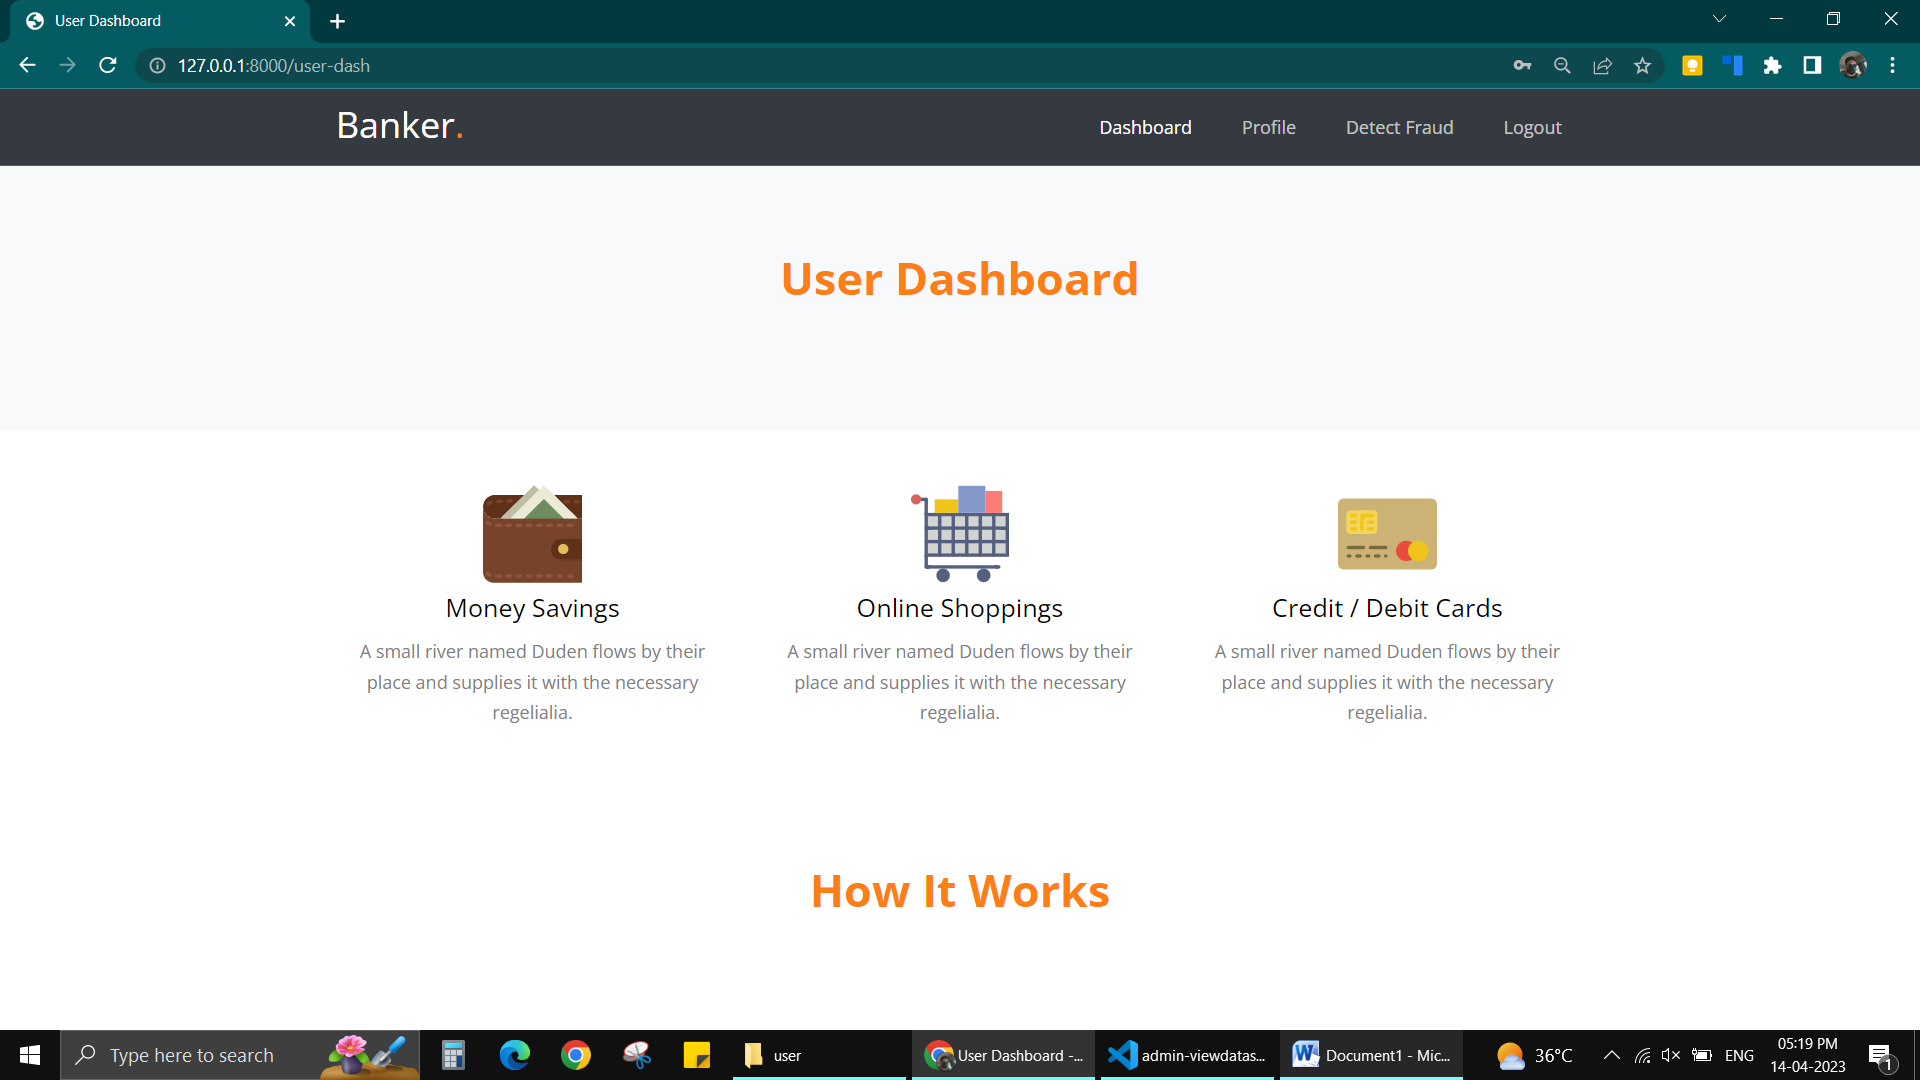 User Dashboard
127.0.0.1:8000/user-dash
Banker.
Dashboard
Profile
Detect Fraud
Logout
User Dashboard
Money Savings
A small river named Duden flows by their
place and supplies it with the necessary
regelialia.
Online Shoppings
A small river named Duden flows by their
place and supplies it with the necessary
regelialia.
Credit / Debit Cards
A small river named Duden flows by their
place and supplies it with the necessary
regelialia.
How It Works
Type here to search
user
User Dashboard -...
admin-viewdatas...
Document1 - Mic...
36°C
ENG
05:19 PM
14-04-2023
1